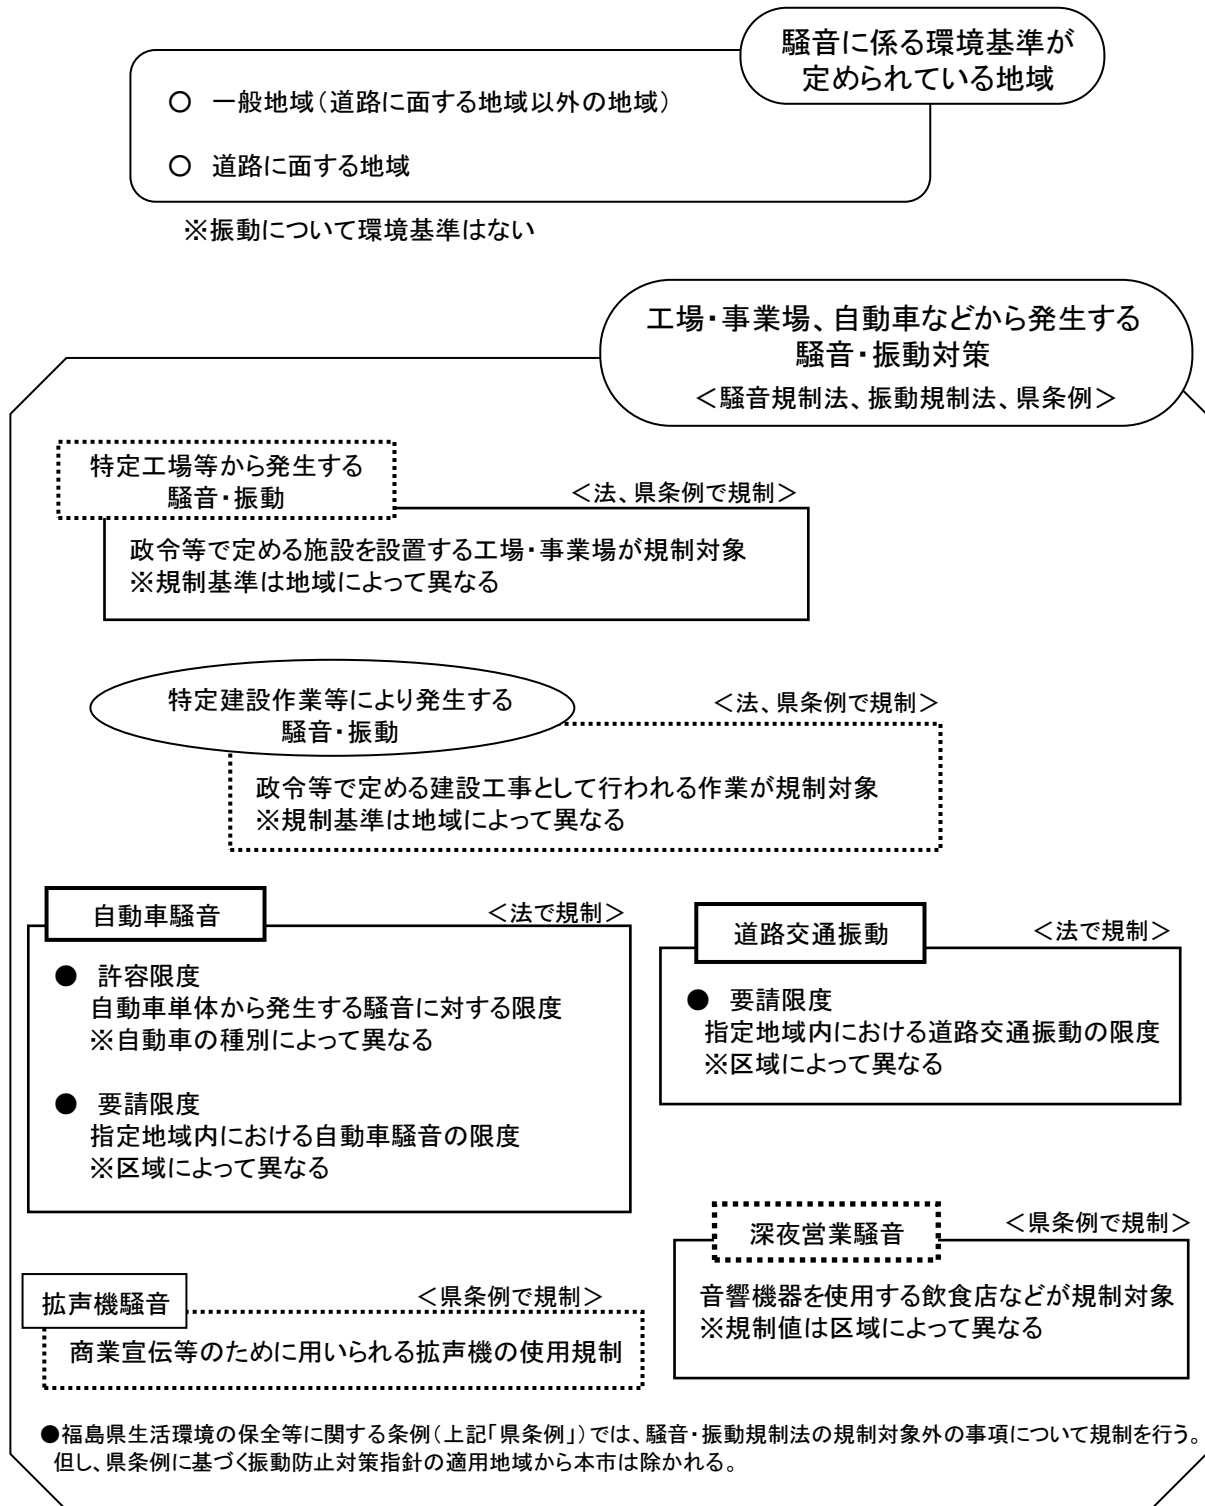 騒音に係る環境基準が
定められている地域
○ 一般地域(道路に面する地域以外の地域)
○ 道路に面する地域
※振動について環境基準はない
工場・事業場、自動車などから発生する
騒音・振動対策
<騒音規制法、振動規制法、県条例>
特定工場等から発生する
騒音・振動
<法、県条例で規制>
政令等で定める施設を設置する工場・事業場が規制対象
※規制基準は地域によって異なる
特定建設作業等により発生する
騒音・振動
<法、県条例で規制>
政令等で定める建設工事として行われる作業が規制対象
※規制基準は地域によって異なる
自動車騒音
<法で規制>
● 許容限度
自動車単体から発生する騒音に対する限度
※自動車の種別によって異なる
● 要請限度
指定地域内における自動車騒音の限度
※区域によって異なる
道路交通振動
<法で規制>
● 要請限度
指定地域内における道路交通振動の限度
※区域によって異なる
深夜営業騒音
<県条例で規制>
音響機器を使用する飲食店などが規制対象
※規制値は区域によって異なる
拡声機騒音
<県条例で規制>
商業宣伝等のために用いられる拡声機の使用規制
●福島県生活環境の保全等に関する条例(上記「県条例」)では、騒音・振動規制法の規制対象外の事項について規制を行う。
但し、県条例に基づく振動防止対策指針の適用地域から本市は除かれる。